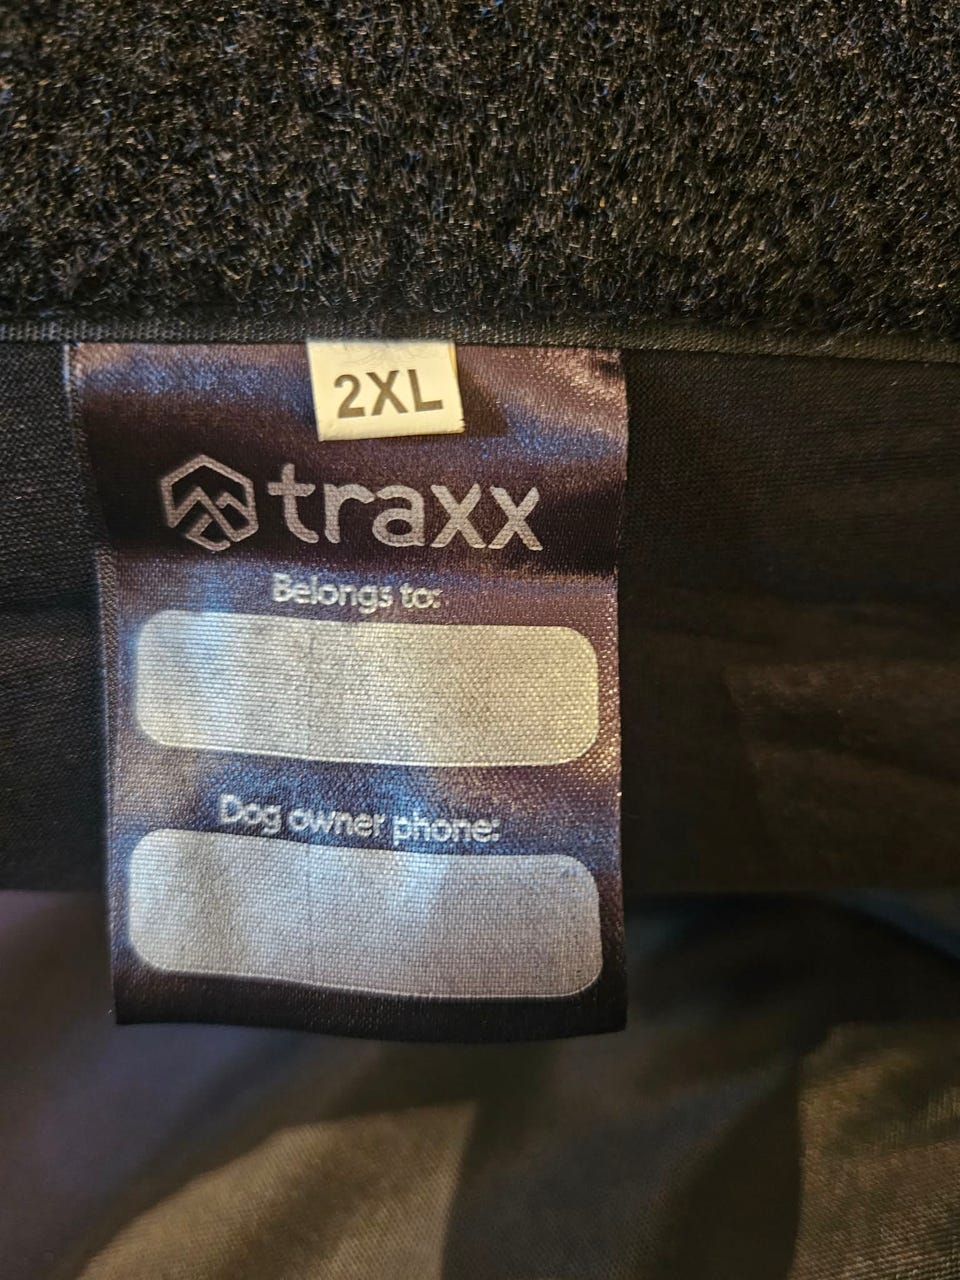 2XL
traxx
Belongs to:
Dog owner phone: